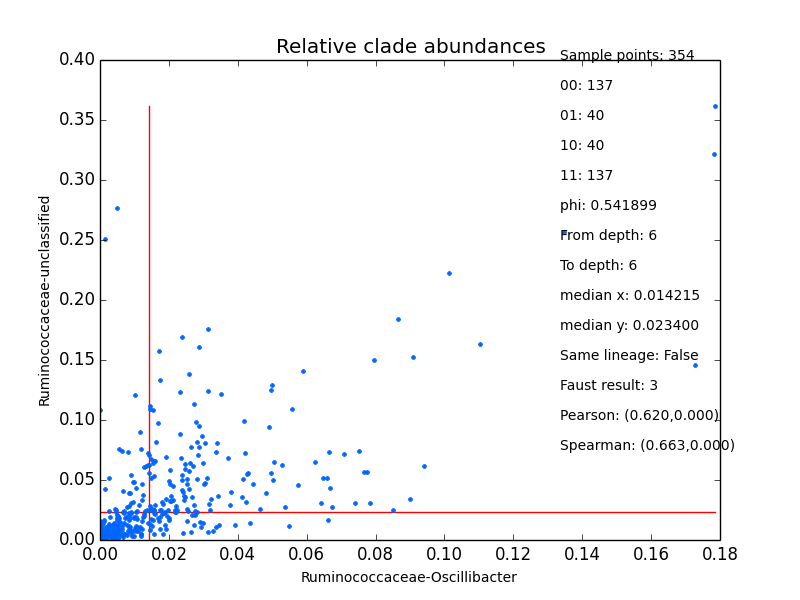 Relative clade abundances
Sample points: 354
00: 137
01: 40
10: 40
11: 137
phi: 0.541899
From depth: 6
To depth: 6
median x: 0.014215
median y: 0.023400
Same lineage: False
Faust result: 3
Pearson: (0.620,0.000)
Spearman: (0.663,0.000)
Ruminococcaceae-unclassified
0.40
0.35
0.30
0.25
0.20
0.15
0.10
0.05
0.00
0.00 0.02 0.04 0.06 0.08 0.10 0.12 0.14 0.16 0.18
Ruminococcaceae-Oscillibacter